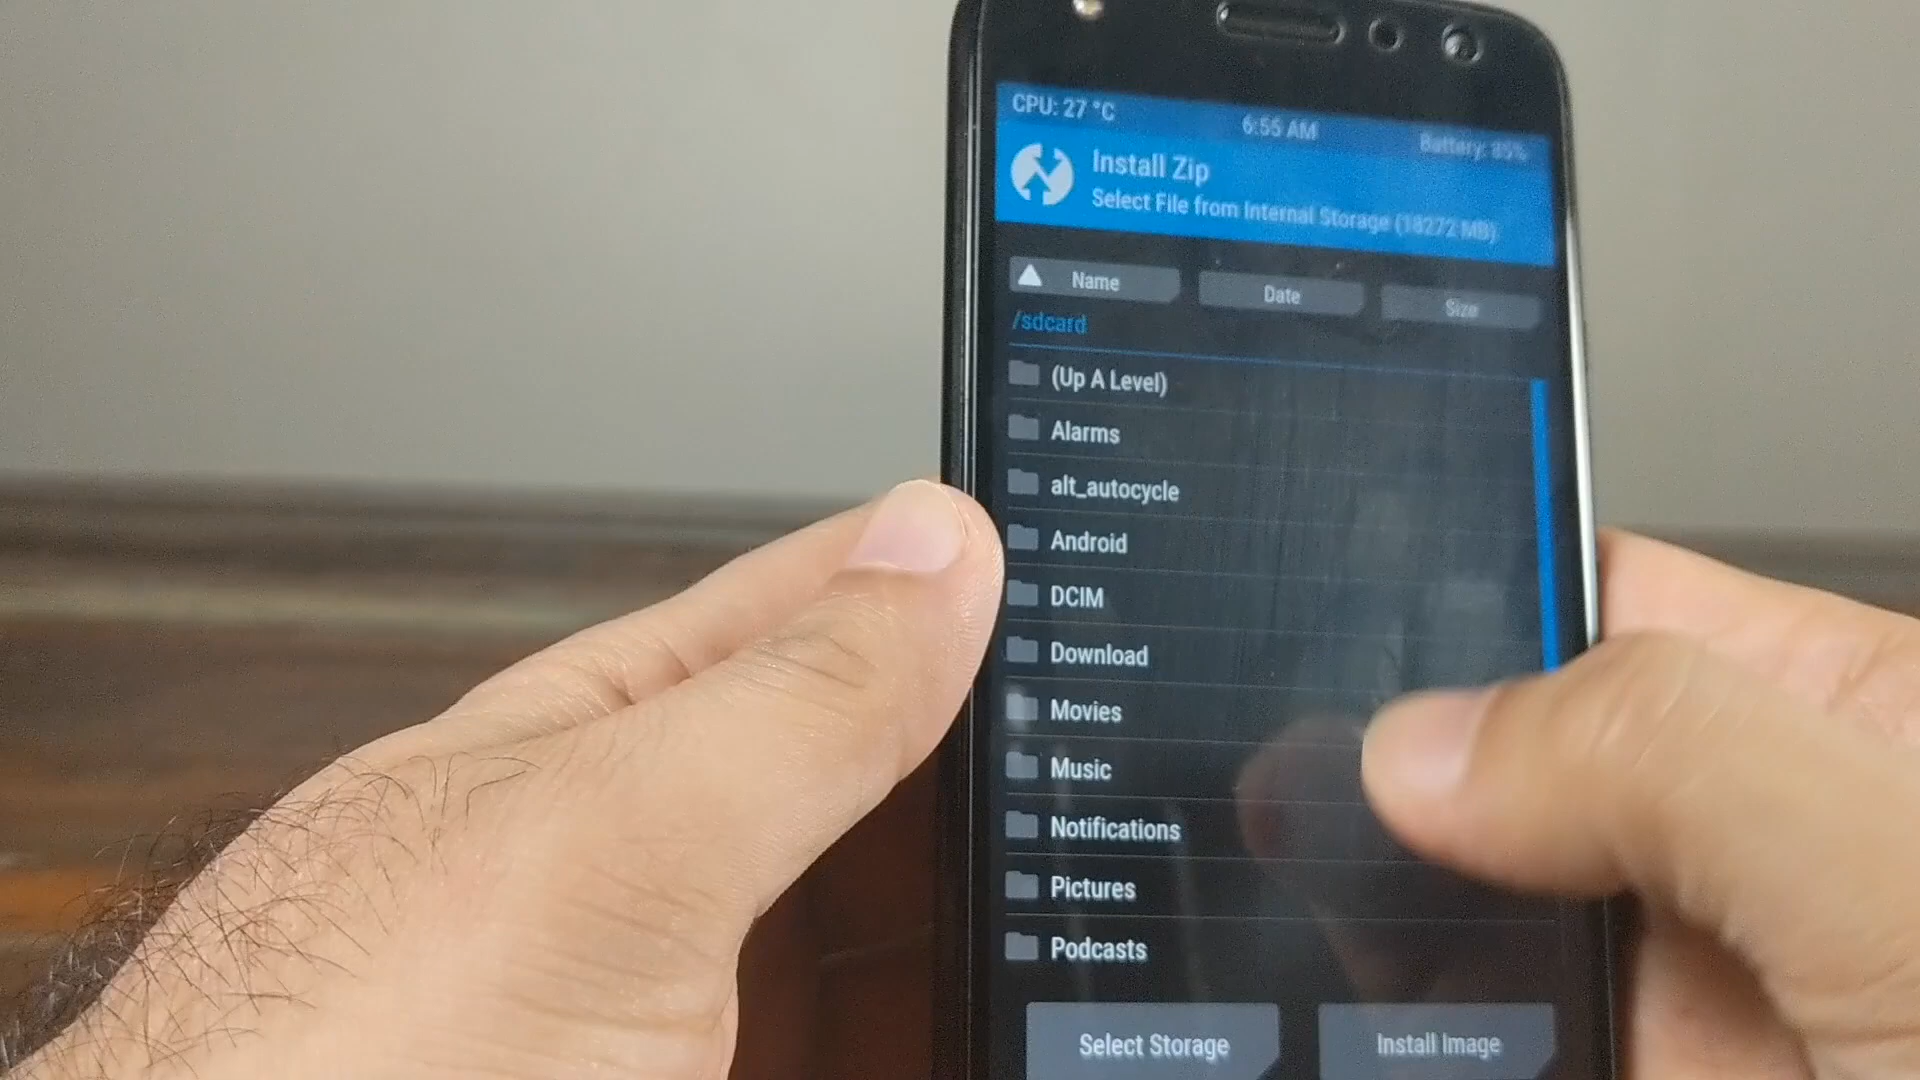 CPU: 27 °C 6:55 AM Battery: 85%
Install Zip
Select File from Internal Storage (18272 MB)
Name Date Size
/sdcard
(Up A Level)
Alarms
alt_autocycle
Android
DCIM
Download
Movies
Music
Notifications
Pictures
Podcasts
Select Storage Install Image